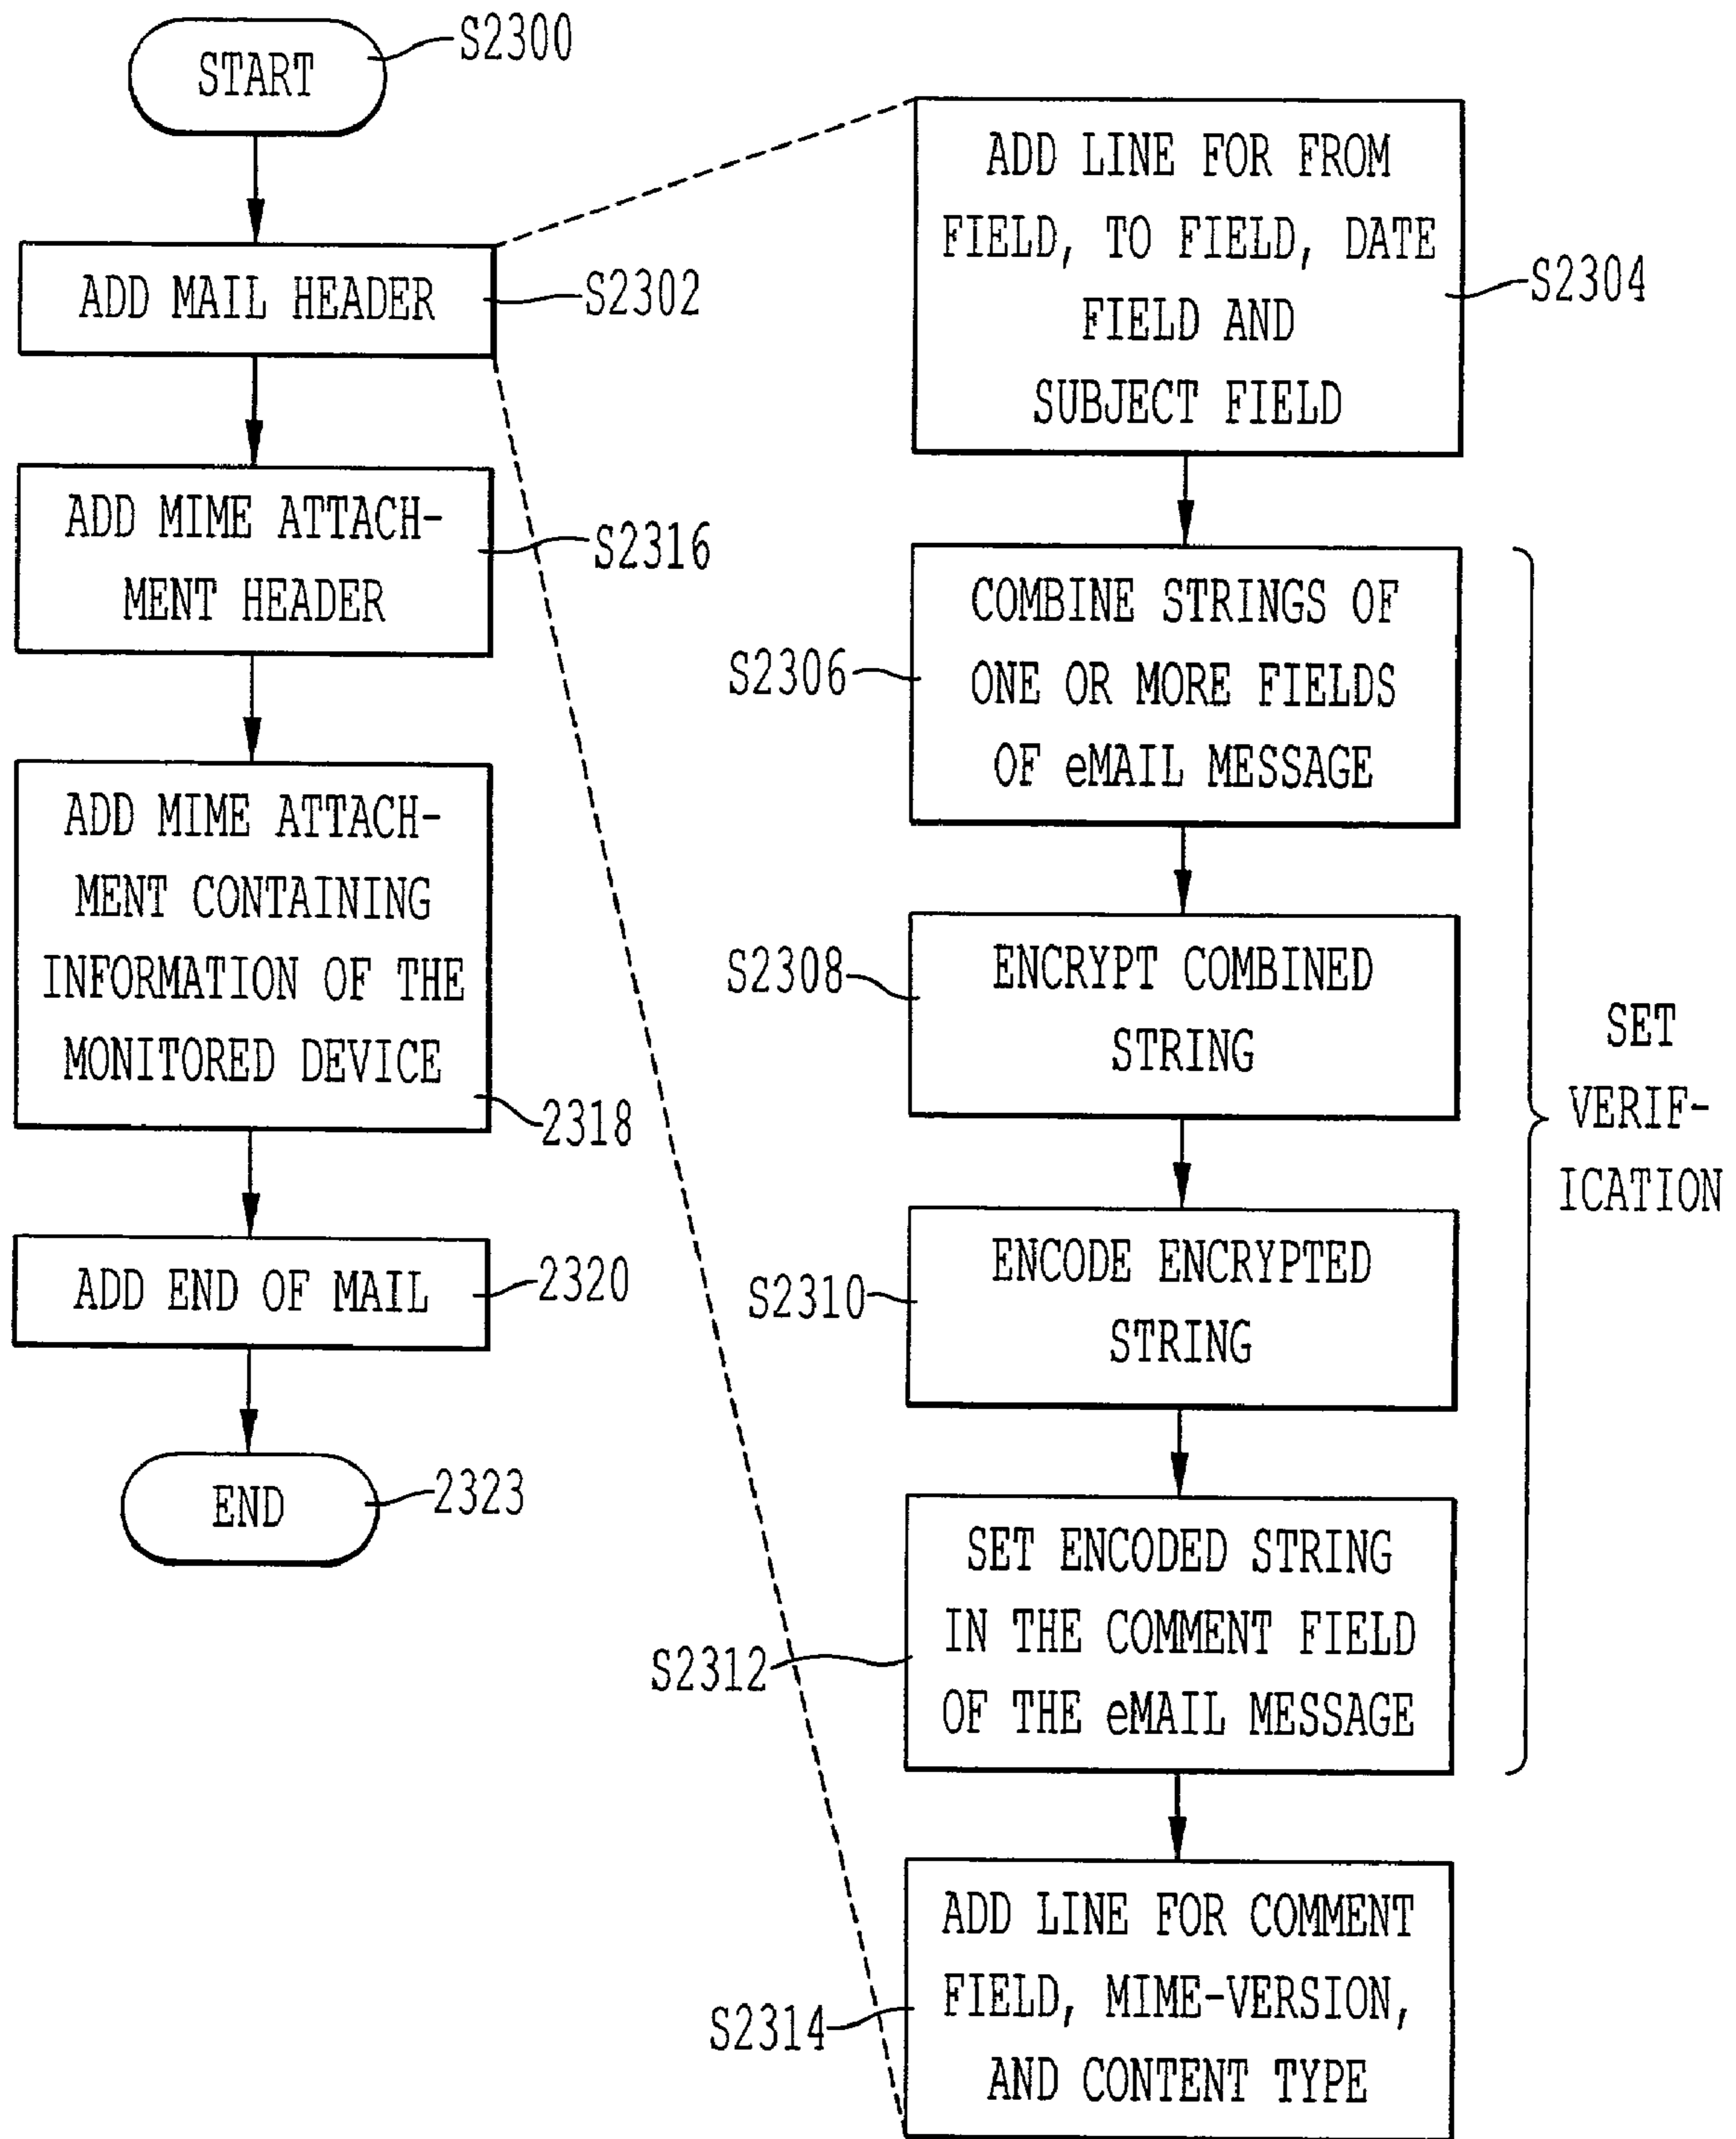 START
S2300
ADD MAIL HEADER
S2302
ADD MIME ATTACH-
MENT HEADER
S2316
ADD MIME ATTACH-
MENT CONTAINING
INFORMATION OF THE
MONITORED DEVICE
2318
ADD END OF MAIL
2320
END
2323
ADD LINE FOR FROM
FIELD, TO FIELD, DATE
FIELD AND
SUBJECT FIELD
S2304
COMBINE STRINGS OF
ONE OR MORE FIELDS
OF eMAIL MESSAGE
S2306
ENCRYPT COMBINED
STRING
S2308
ENCODE ENCRYPTED
STRING
S2310
SET ENCODED STRING
IN THE COMMENT FIELD
OF THE eMAIL MESSAGE
S2312
SET
VERIF-
ICATION
ADD LINE FOR COMMENT
FIELD, MIME-VERSION,
AND CONTENT TYPE
S2314